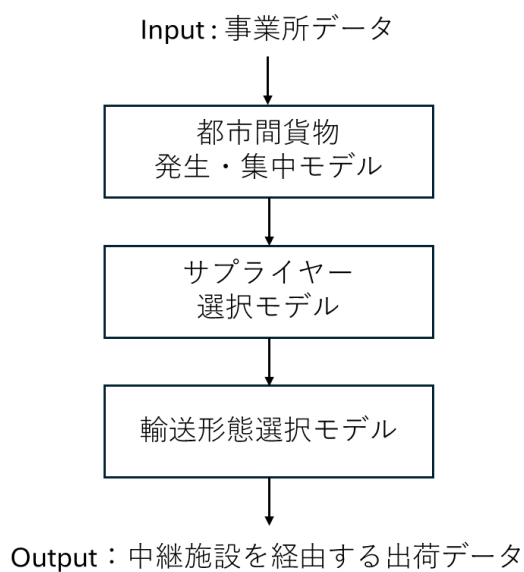 Input : 事業所データ
都市間貨物
発生・集中モデル
サプライヤー
選択モデル
輸送形態選択モデル
Output：中継施設を経由する出荷データ